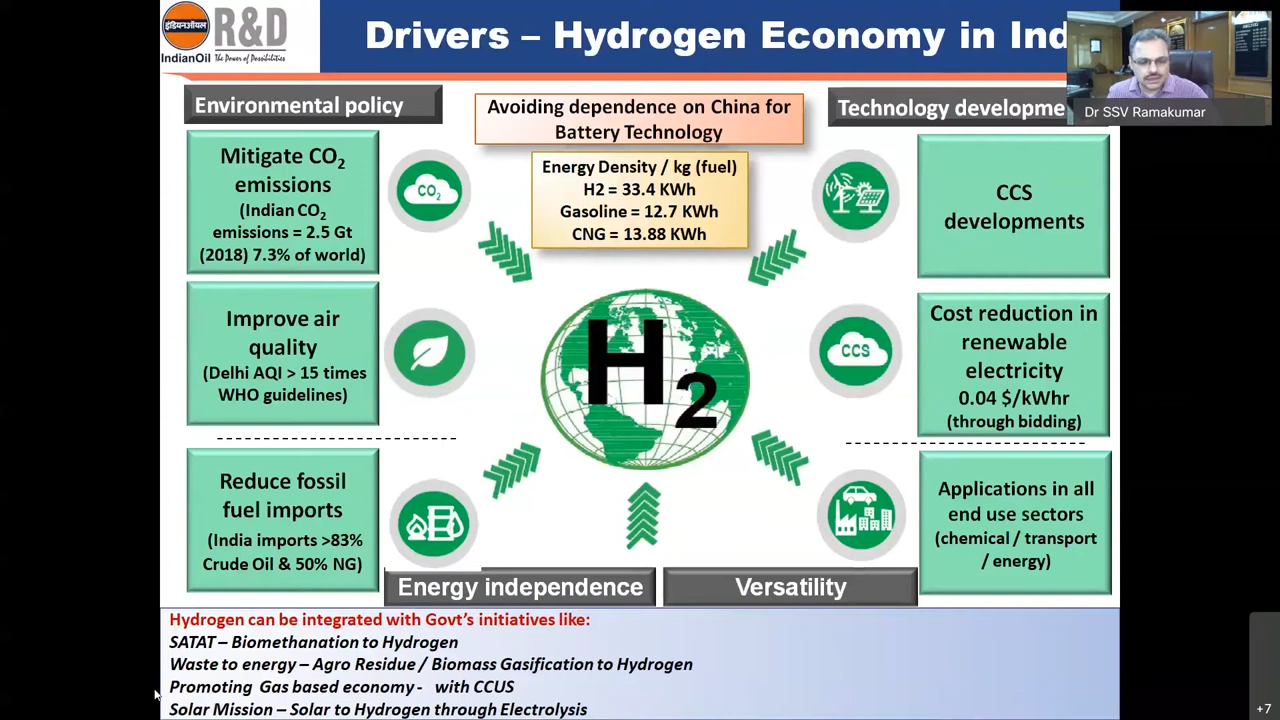 इंडियनऑयल
IndianOil
R&D
The Power of Possibilities
Drivers – Hydrogen Economy in Ind
Dr SSV Ramakumar
Environmental policy
Avoiding dependence on China for
Battery Technology
Technology developme
Mitigate CO₂
emissions
(Indian CO₂
emissions = 2.5 Gt
(2018) 7.3% of world)
CO₂
Energy Density / kg (fuel)
H2 = 33.4 KWh
Gasoline = 12.7 KWh
CNG = 13.88 KWh
CCS
developments
Improve air
quality
(Delhi AQI > 15 times
WHO guidelines)
H₂
CCS
Cost reduction in
renewable
electricity
0.04 $/kWhr
(through bidding)
Reduce fossil
fuel imports
(India imports >83%
Crude Oil & 50% NG)
Applications in all
end use sectors
(chemical / transport
/ energy)
Energy independence
Versatility
Hydrogen can be integrated with Govt's initiatives like:
SATAT – Biomethanation to Hydrogen
Waste to energy – Agro Residue / Biomass Gasification to Hydrogen
Promoting Gas based economy - with CCUS
Solar Mission – Solar to Hydrogen through Electrolysis
+7